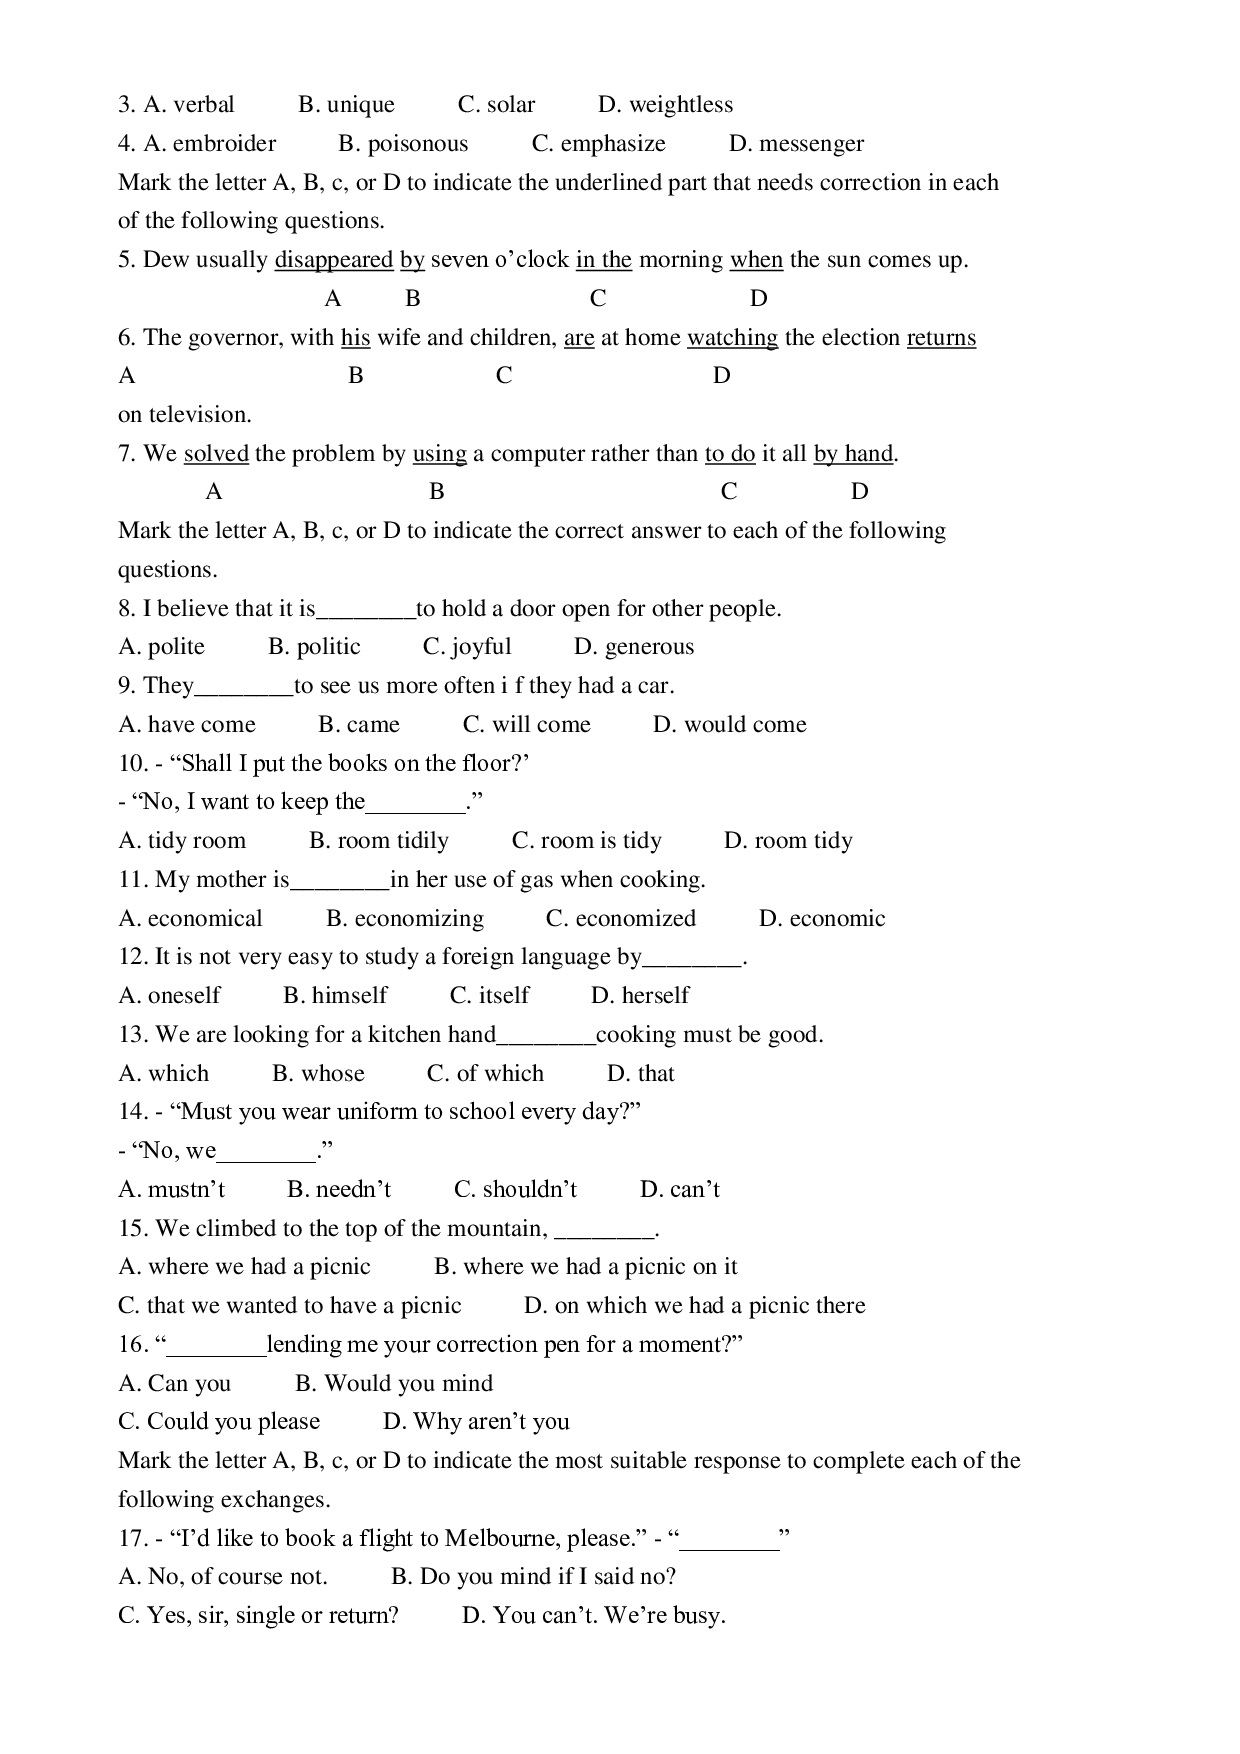 3. A. verbal B. unique C. solar D. weightless
4. A. embroider B. poisonous C. emphasize D. messenger
Mark the letter A, B, c, or D to indicate the underlined part that needs correction in each
of the following questions.
5. Dew usually disappeared by seven o’clock in the morning when the sun comes up.
A B C D
6. The governor, with his wife and children, are at home watching the election returns
A B C D
on television.
7. We solved the problem by using a computer rather than to do it all by hand.
A B C D
Mark the letter A, B, c, or D to indicate the correct answer to each of the following
questions.
8. I believe that it is________to hold a door open for other people.
A. polite B. politic C. joyful D. generous
9. They________to see us more often i f they had a car.
A. have come B. came C. will come D. would come
10. - “Shall I put the books on the floor?’
- “No, I want to keep the________.”
A. tidy room B. room tidily C. room is tidy D. room tidy
11. My mother is________in her use of gas when cooking.
A. economical B. economizing C. economized D. economic
12. It is not very easy to study a foreign language by________.
A. oneself B. himself C. itself D. herself
13. We are looking for a kitchen hand________cooking must be good.
A. which B. whose C. of which D. that
14. - “Must you wear uniform to school every day?”
- “No, we________.”
A. mustn’t B. needn’t C. shouldn’t D. can’t
15. We climbed to the top of the mountain, ________.
A. where we had a picnic B. where we had a picnic on it
C. that we wanted to have a picnic D. on which we had a picnic there
16. “________lending me your correction pen for a moment?”
A. Can you B. Would you mind
C. Could you please D. Why aren’t you
Mark the letter A, B, c, or D to indicate the most suitable response to complete each of the
following exchanges.
17. - “I’d like to book a flight to Melbourne, please.” - “________”
A. No, of course not. B. Do you mind if I said no?
C. Yes, sir, single or return? D. You can’t. We’re busy.